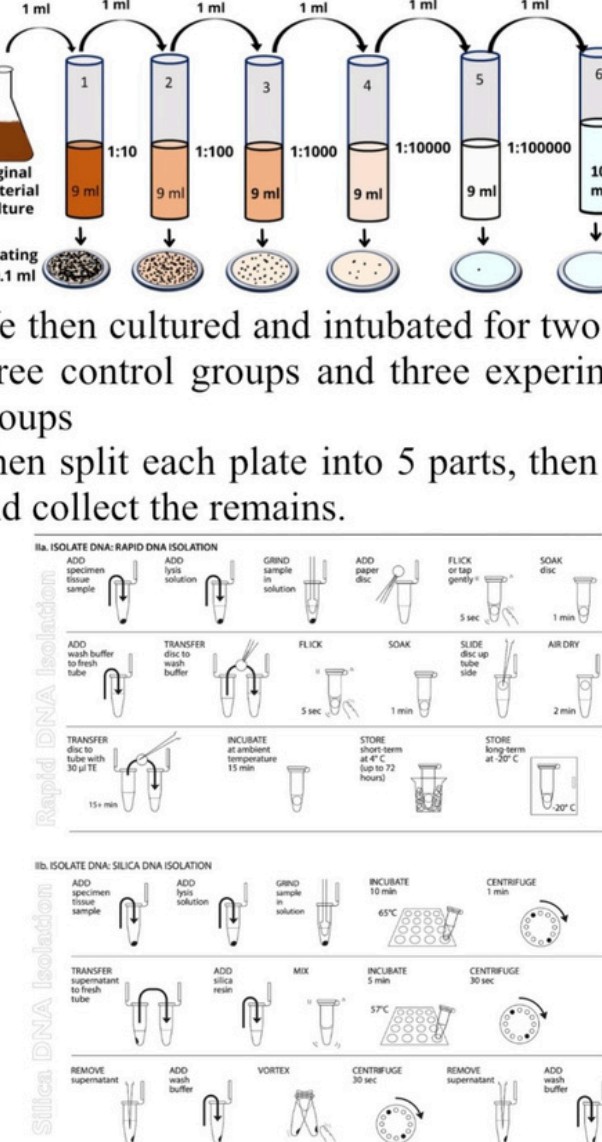 1 ml 1 ml 1 ml 1 ml 1 ml 1 ml
1 2 3 4 5 6
1:10 1:100 1:1000 1:10000 1:100000
9 ml 9 ml 9 ml 9 ml 9 ml 10
m
ginal
terial
lture
ating
.1 ml
e then cultured and intubated for two
ree control groups and three experin
oups
hen split each plate into 5 parts, then
nd collect the remains.
Rapid DNA Isolation
IIa. ISOLATE DNA: RAPID DNA ISOLATION
ADD
specimen
tissue
sample
ADD
lysis
solution
GRIND
sample
in
solution
ADD
paper
disc
FLICK
or tap
gently
5 sec
SOAK
disc
1 min
ADD
wash buffer
to fresh
tube
TRANSFER
disc to
wash
buffer
FLICK
5 sec
SOAK
1 min
SLIDE
disc up
tube
side
AIR DRY
2 min
TRANSFER
disc to
tube with
30 µl TE
15+ min
INCUBATE
at ambient
temperature
15 min
STORE
short-term
at 4° C
(up to 72
hours)
STORE
long-term
at -20° C
-20° C
Silica DNA Isolation
IIb. ISOLATE DNA: SILICA DNA ISOLATION
ADD
specimen
tissue
sample
ADD
lysis
solution
GRIND
sample
in
solution
INCUBATE
10 min
65°C
CENTRIFUGE
1 min
TRANSFER
supernatant
to fresh
tube
ADD
silica
resin
MIX
INCUBATE
5 min
57°C
CENTRIFUGE
30 sec
REMOVE
supernatant
ADD
wash
buffer
VORTEX
CENTRIFUGE
30 sec
REMOVE
supernatant
ADD
wash
buffer